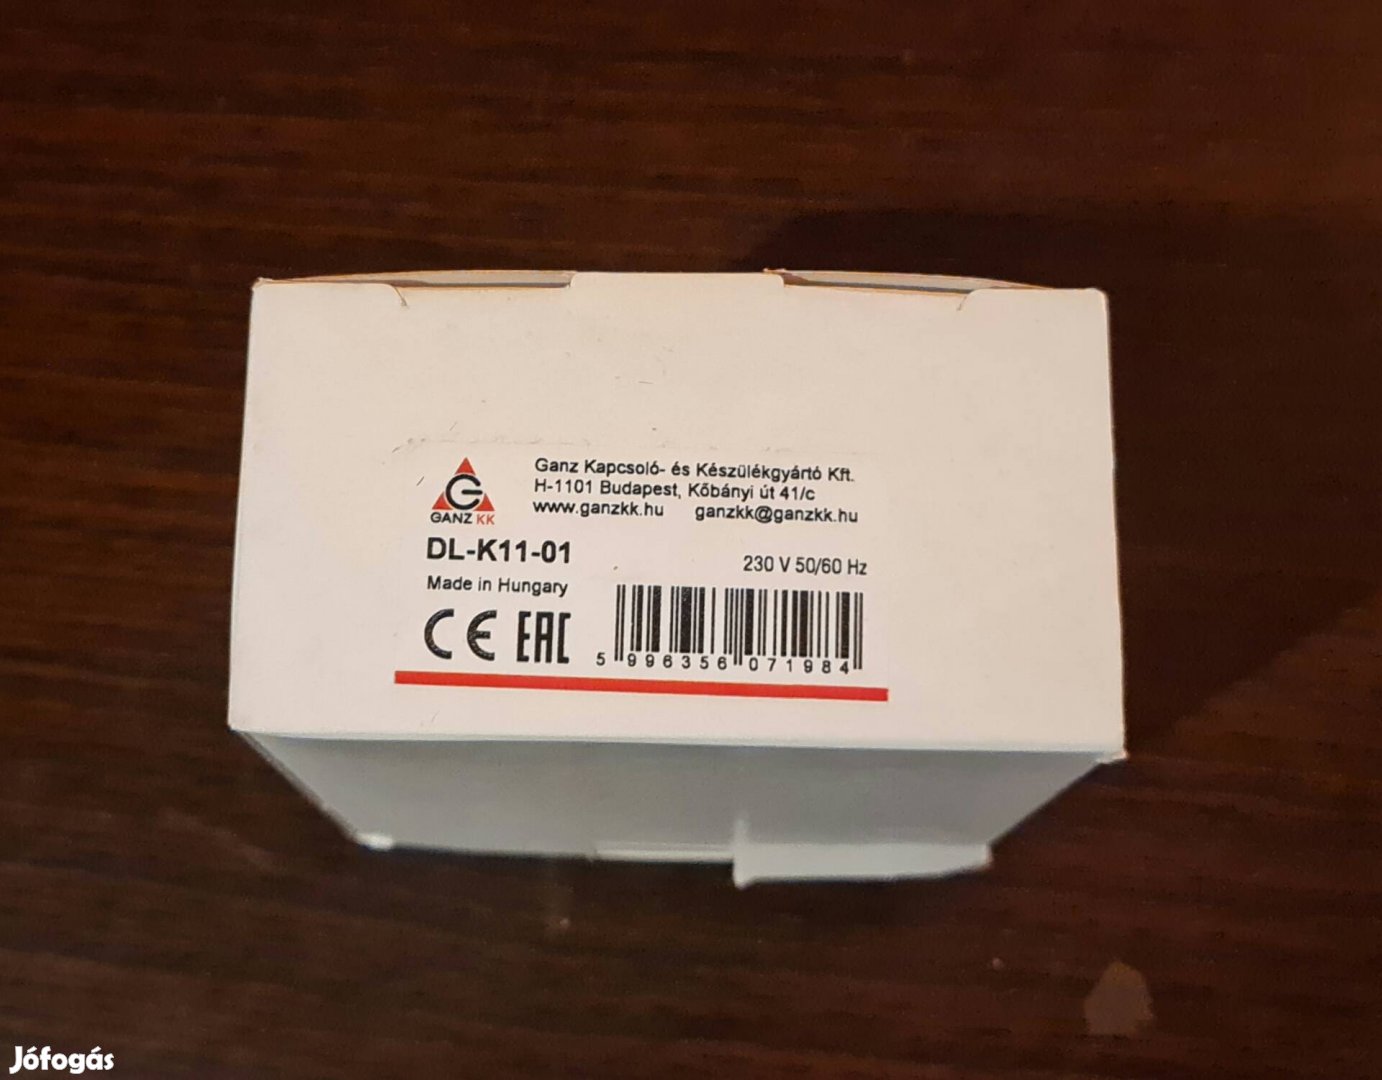 Ganz Kapcsoló- és Készülékgyártó Kft.
H-1101 Budapest, Kőbányi út 41/c
www.ganzkk.hu ganzkk@ganzkk.hu
GANZ KK
DL-K11-01
230 V 50/60 Hz
Made in Hungary
CE EAC
5 996356 071984
Jófogás